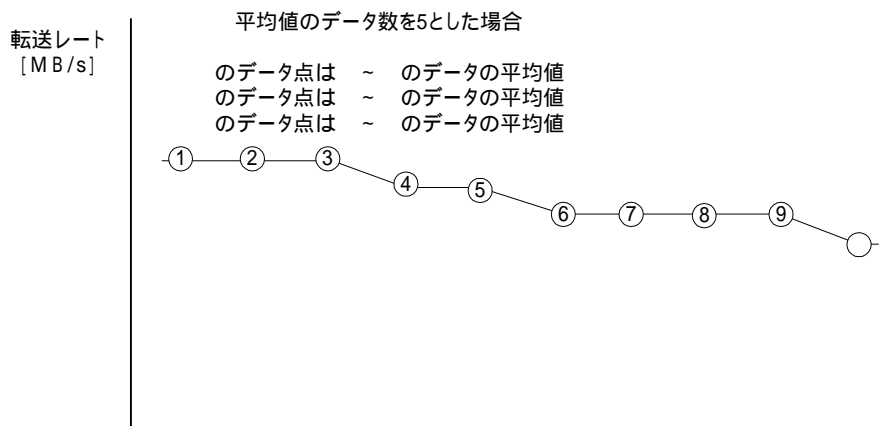 平均値のデータ数を5とした場合
転送レート
[MB/s]
のデータ点は ~ のデータの平均値
のデータ点は ~ のデータの平均値
のデータ点は ~ のデータの平均値
① ② ③ ④ ⑤ ⑥ ⑦ ⑧ ⑨